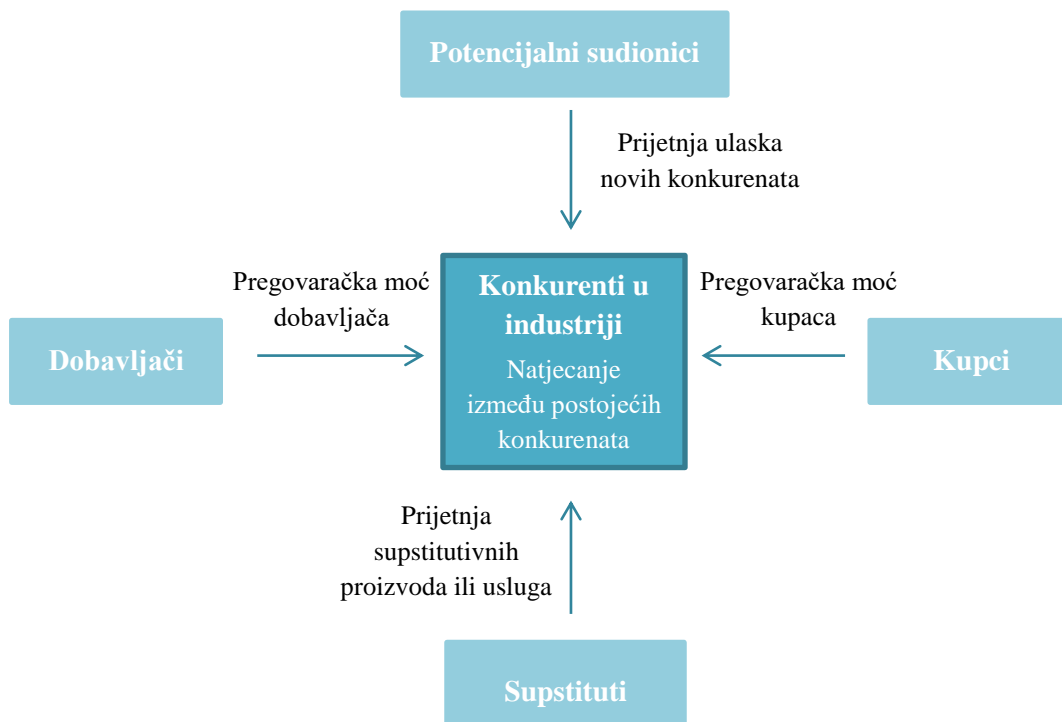 Potencijalni sudionici
Prijetnja ulaska
novih konkurenata
Pregovaračka moć
dobavljača
Dobavljači
Konkurenti u
industriji
Natjecanje
između postojećih
konkurenata
Pregovaračka moć
kupaca
Kupci
Prijetnja
supstitutivnih
proizvoda ili usluga
Supstituti